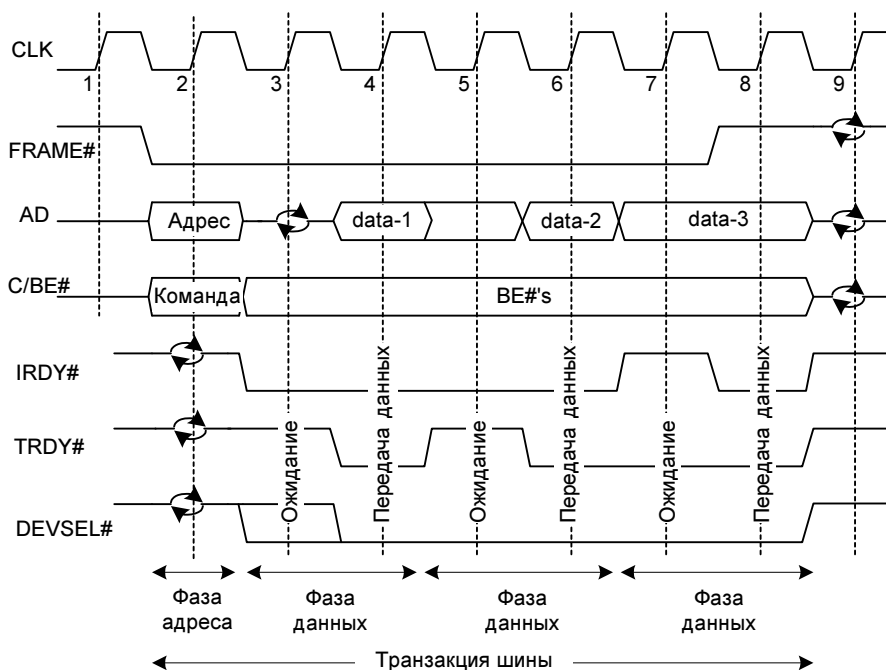 CLK
1 2 3 4 5 6 7 8 9
FRAME#
AD
Адрес data-1 data-2 data-3
C/BE#
Команда BE#'s
IRDY#
TRDY#
DEVSEL#
Ожидание
Передача данных
Ожидание
Передача данных
Ожидание
Передача данных
Фаза адреса
Фаза данных
Фаза данных
Фаза данных
Транзакция шины